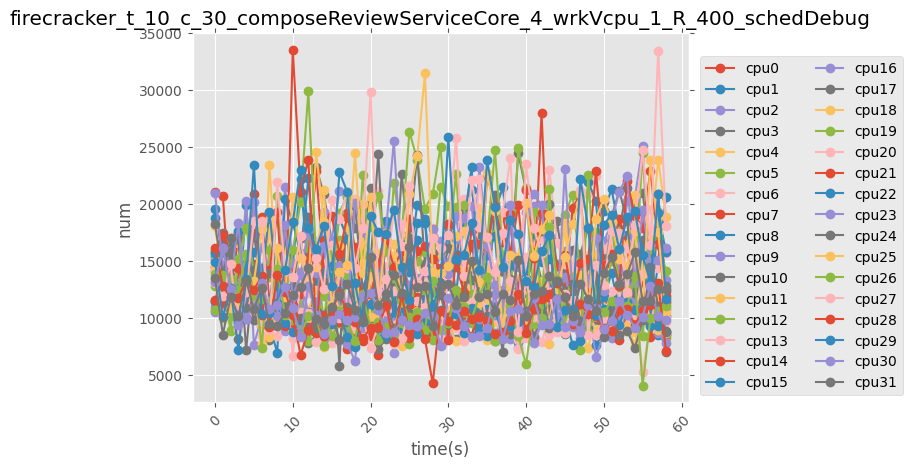 firecracker_t_10_c_30_composeReviewServiceCore_4_wrkVcpu_1_R_400_schedDebug
35000
30000
25000
20000
15000
10000
5000
num
0
10
20
30
40
50
60
time(s)
cpu0
cpu1
cpu2
cpu3
cpu4
cpu5
cpu6
cpu7
cpu8
cpu9
cpu10
cpu11
cpu12
cpu13
cpu14
cpu15
cpu16
cpu17
cpu18
cpu19
cpu20
cpu21
cpu22
cpu23
cpu24
cpu25
cpu26
cpu27
cpu28
cpu29
cpu30
cpu31